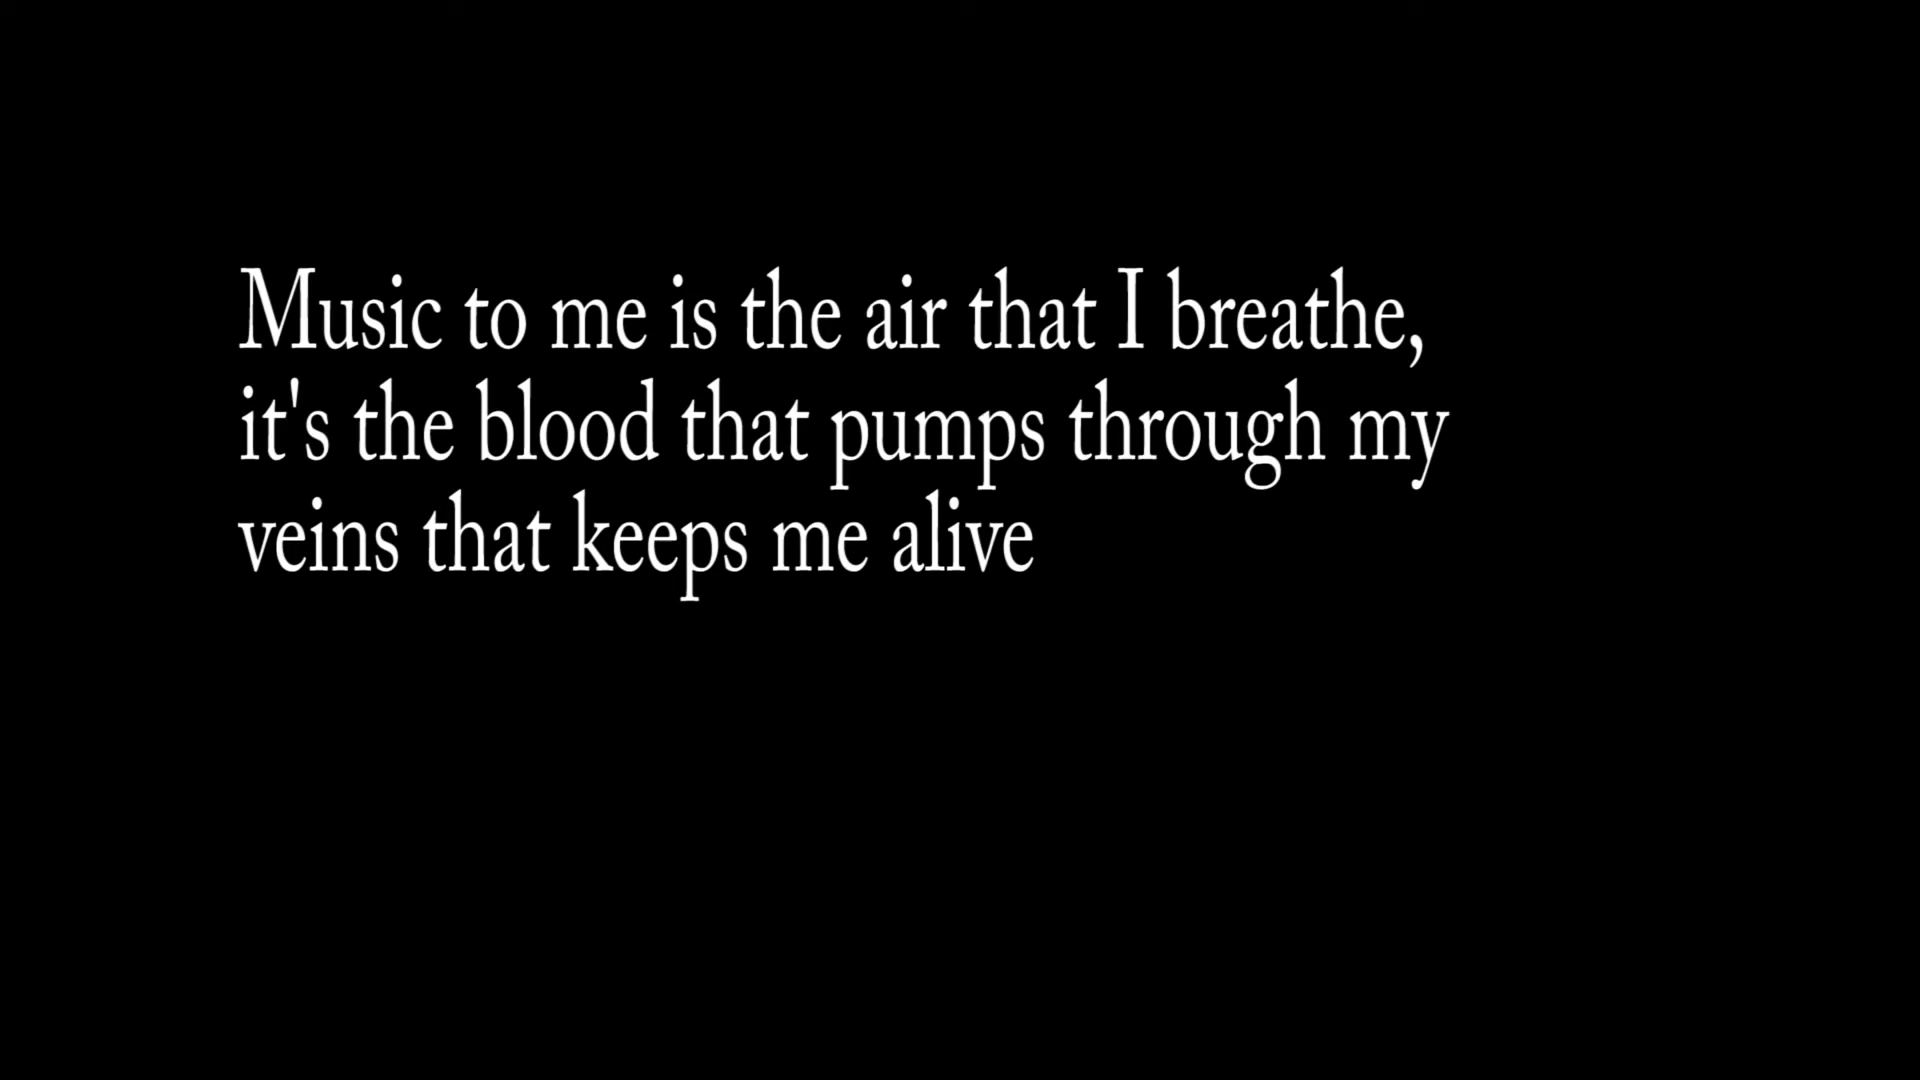 Music to me is the air that I breathe,
it's the blood that pumps through my
veins that keeps me alive